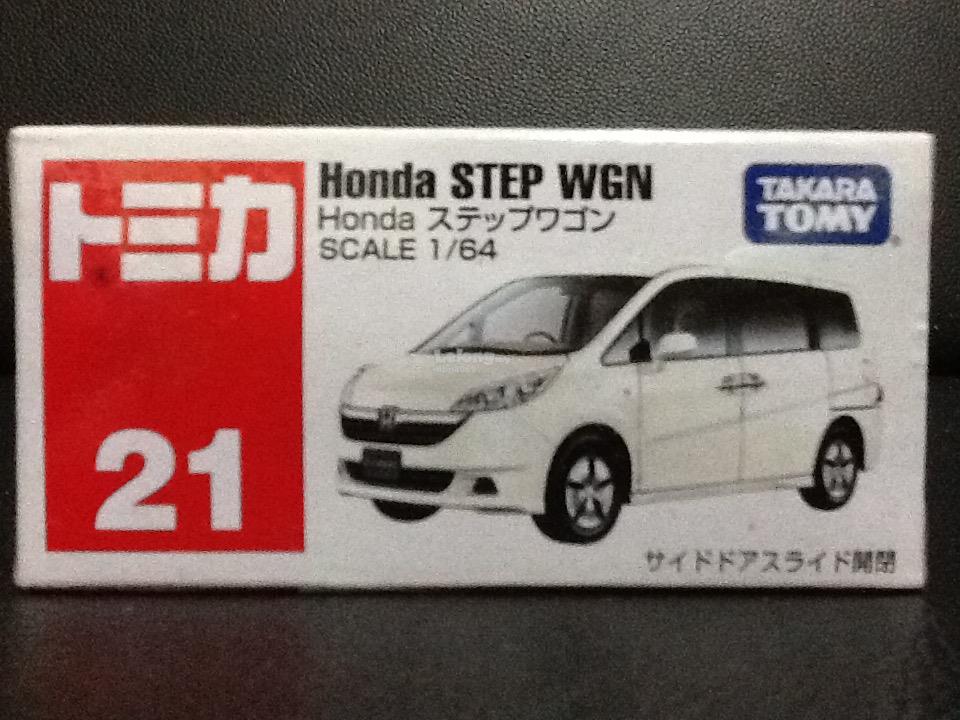 トミカ
21
Honda STEP WGN
Honda ステップワゴン
SCALE 1/64
TAKARA
TOMY
サイドドアスライド開閉